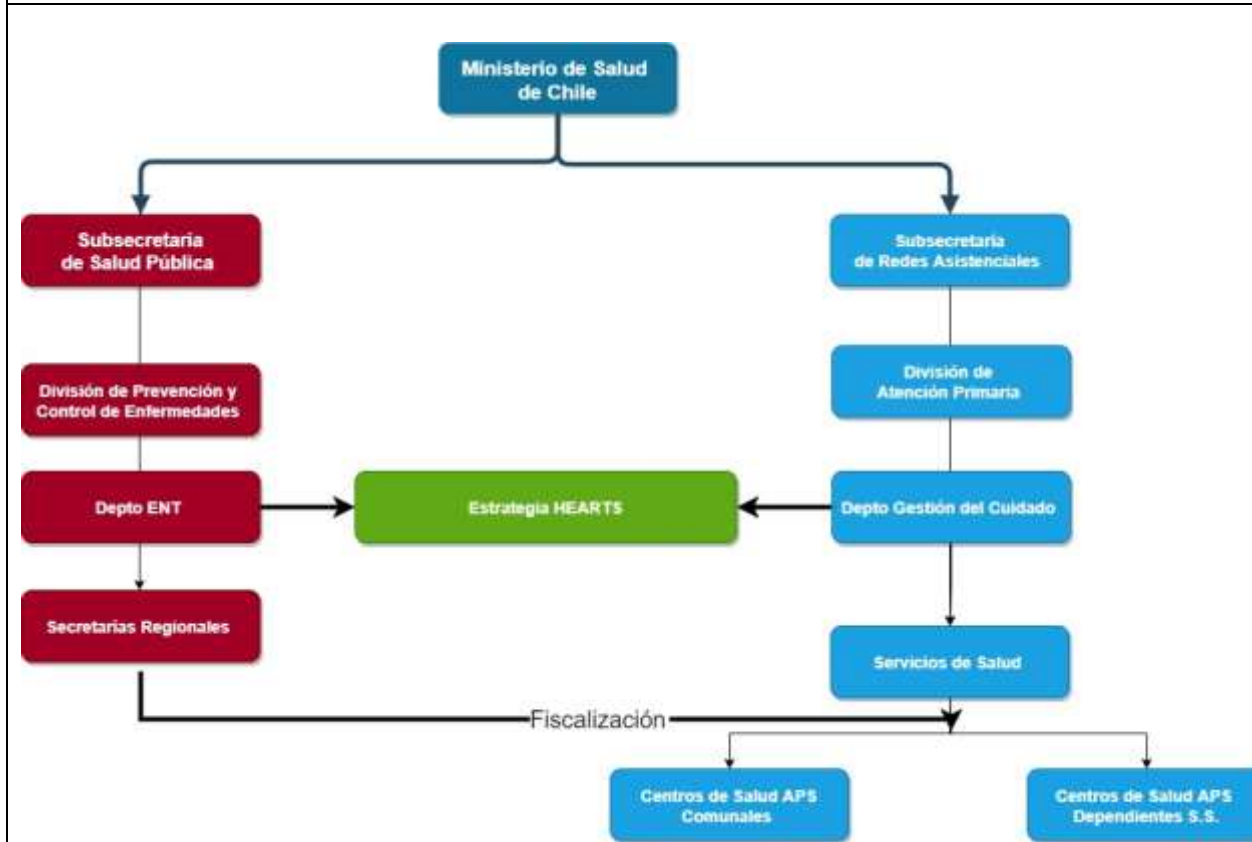 Ministerio de Salud
de Chile
Subsecretaría
de Salud Pública
Subsecretaría
de Redes Asistenciales
División de Prevención y
Control de Enfermedades
División de
Atención Primaria
Depto ENT
Estrategia HEARTS
Depto Gestión del Cuidado
Secretarías Regionales
Servicios de Salud
Fiscalización
Centros de Salud APS
Comunales
Centros de Salud APS
Dependientes S.S.